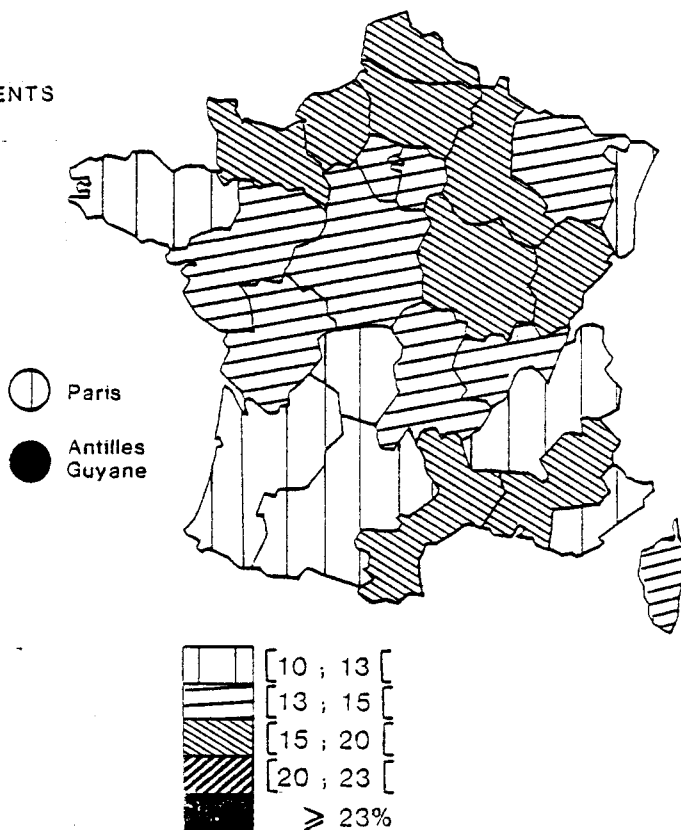 ENTS
Paris
Antilles
Guyane
[10 ; 13 [
[13 ; 15 [
[15 ; 20 [
[20 ; 23 [
⩾ 23%